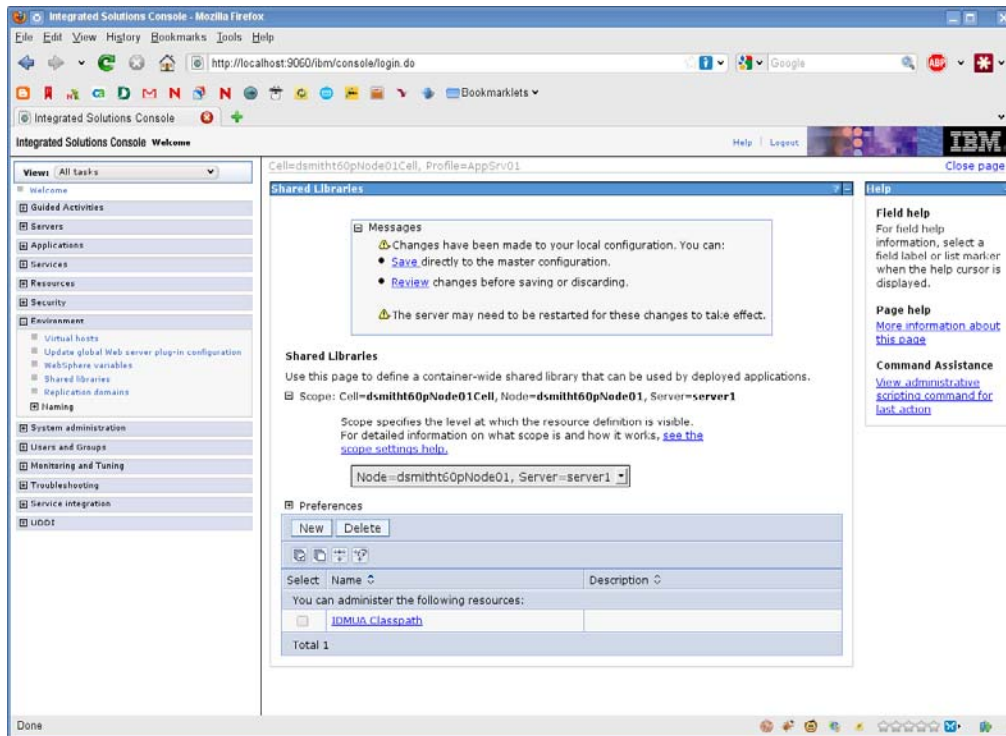 Integrated Solutions Console - Mozilla Firefox
File Edit View History Bookmarks Tools Help
http://localhost:9060/ibm/console/login.do
Google
ABP
Bookmarklets
Integrated Solutions Console
Integrated Solutions Console Welcome
Help | Logout
IBM.
View: All tasks
Welcome
Guided Activities
Servers
Applications
Services
Resources
Security
Environment
Virtual hosts
Update global Web server plug-in configuration
WebSphere variables
Shared libraries
Replication domains
Naming
System administration
Users and Groups
Monitoring and Tuning
Troubleshooting
Service integration
UDDI
Cell=dsmitht60pNode01Cell, Profile=AppSrv01
Close page
Shared Libraries
? -
Messages
Changes have been made to your local configuration. You can:
Save directly to the master configuration.
Review changes before saving or discarding.
The server may need to be restarted for these changes to take effect.
Shared Libraries
Use this page to define a container-wide shared library that can be used by deployed applications.
Scope: Cell=dsmitht60pNode01Cell, Node=dsmitht60pNode01, Server=server1
Scope specifies the level at which the resource definition is visible.
For detailed information on what scope is and how it works, see the
scope settings help.
Node=dsmitht60pNode01, Server=server1
Preferences
New Delete
Select Name Description
You can administer the following resources:
IDMUA Classpath
Total 1
Help
Field help
For field help
information, select a
field label or list marker
when the help cursor is
displayed.
Page help
More information about
this page
Command Assistance
View administrative
scripting command for
last action
Done